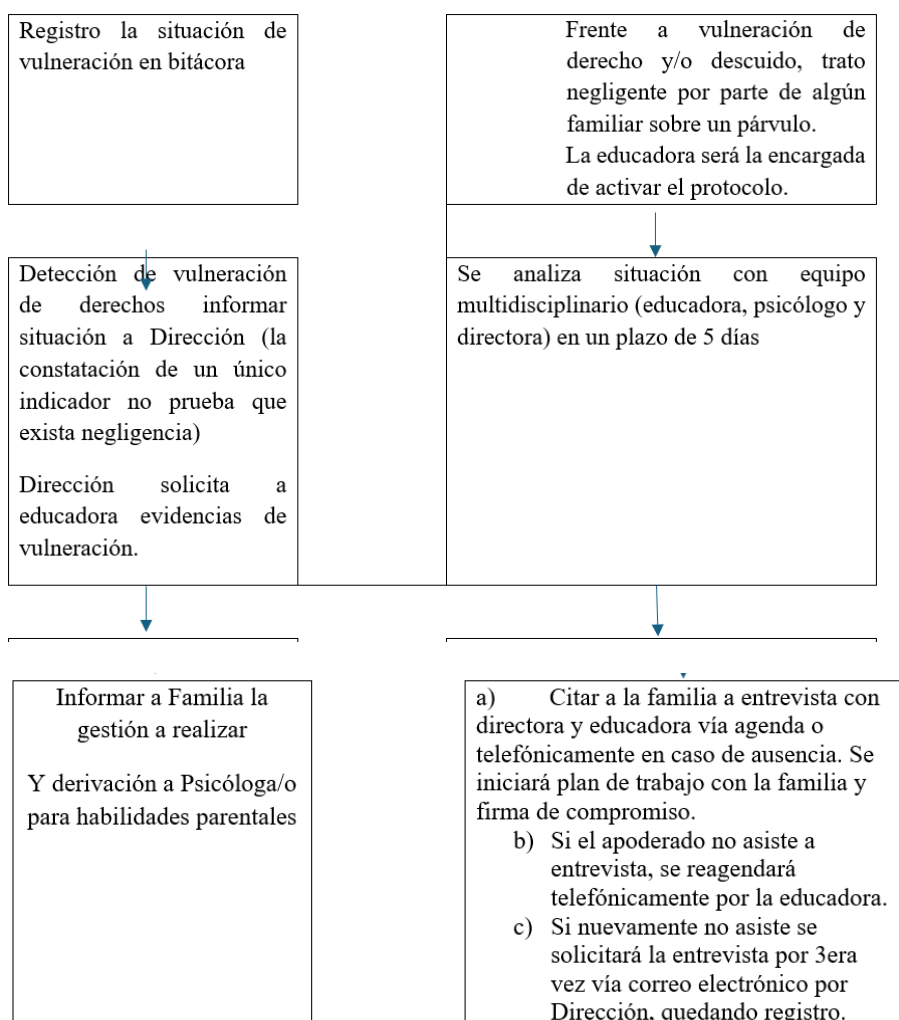 Registro la situación de
vulneración en bitácora
Frente a vulneración de
derecho y/o descuido, trato
negligente por parte de algún
familiar sobre un párvulo.
La educadora será la encargada
de activar el protocolo.
Detección de vulneración
de derechos informar
situación a Dirección (la
constatación de un único
indicador no prueba que
exista negligencia)
Dirección solicita a
educadora evidencias de
vulneración.
Se analiza situación con equipo
multidisciplinario (educadora, psicólogo y
directora) en un plazo de 5 días
Informar a Familia la
gestión a realizar
Y derivación a Psicóloga/o
para habilidades parentales
a) Citar a la familia a entrevista con
directora y educadora vía agenda o
telefónicamente en caso de ausencia. Se
iniciará plan de trabajo con la familia y
firma de compromiso.
b) Si el apoderado no asiste a
entrevista, se reagendará
telefónicamente por la educadora.
c) Si nuevamente no asiste se
solicitará la entrevista por 3era
vez vía correo electrónico por
Dirección, quedando registro.